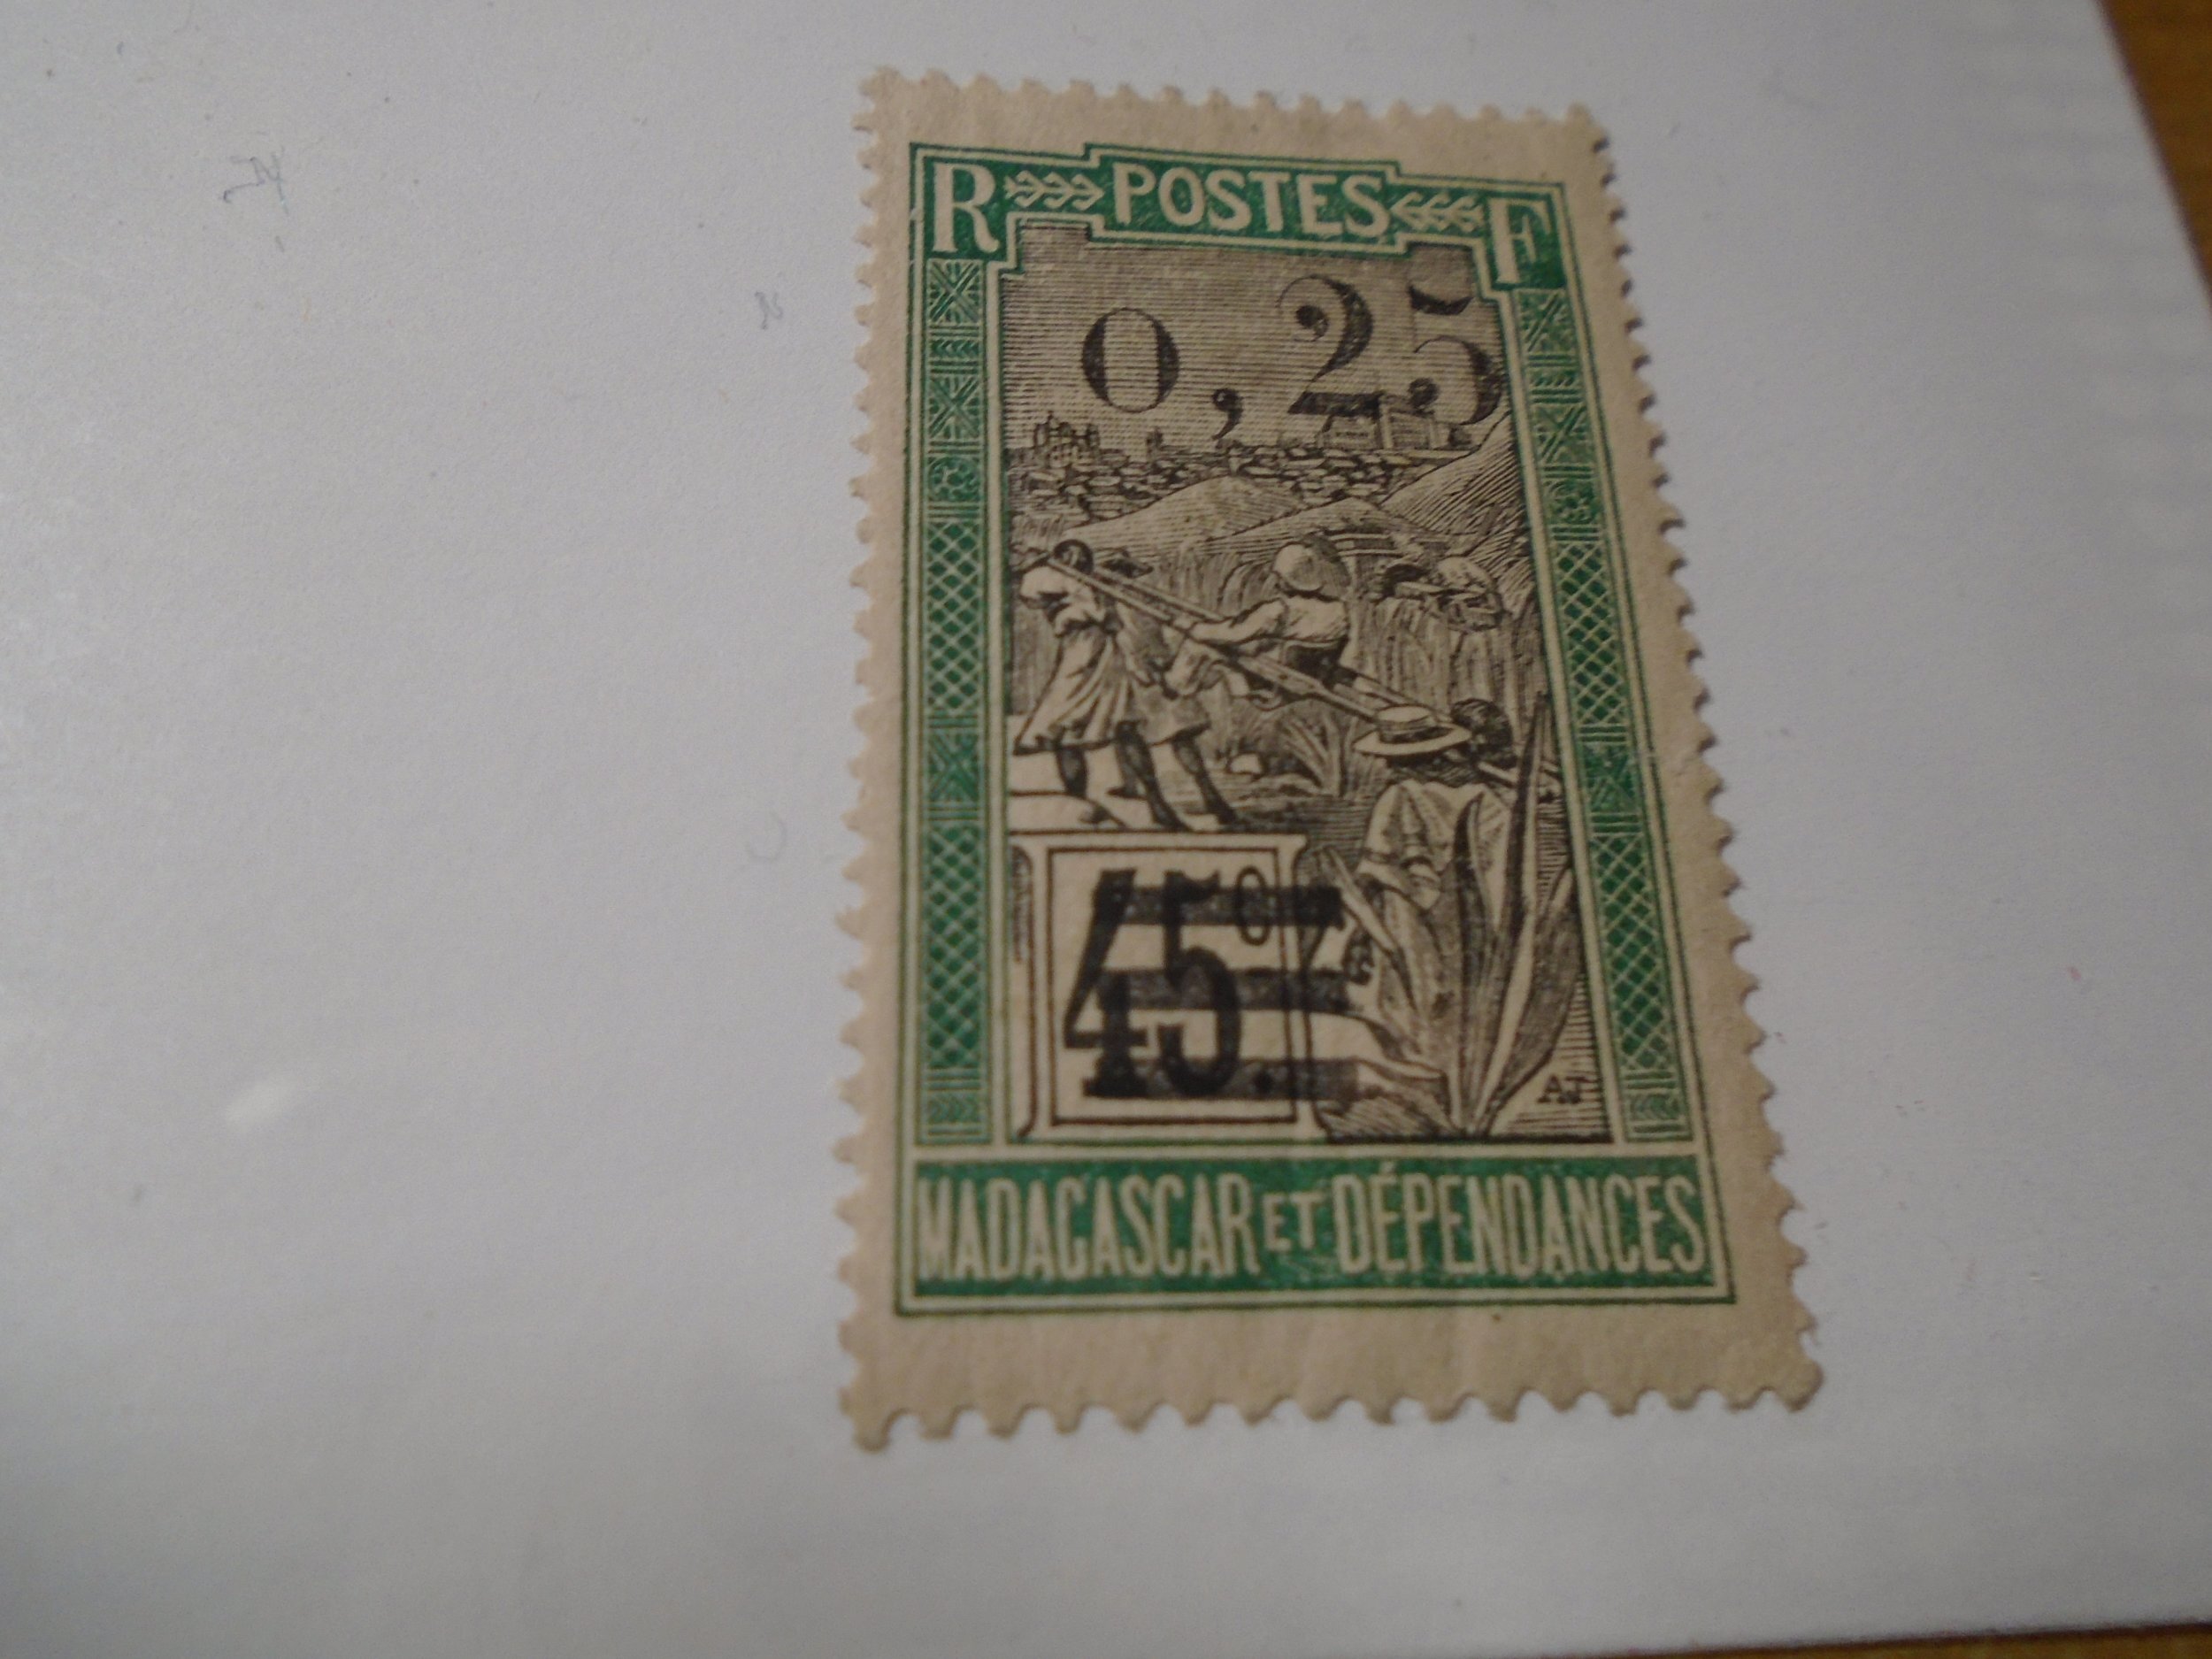 R POSTES F
0,25
45c.
AJ
MADAGASCAR ET DÉPENDANCES